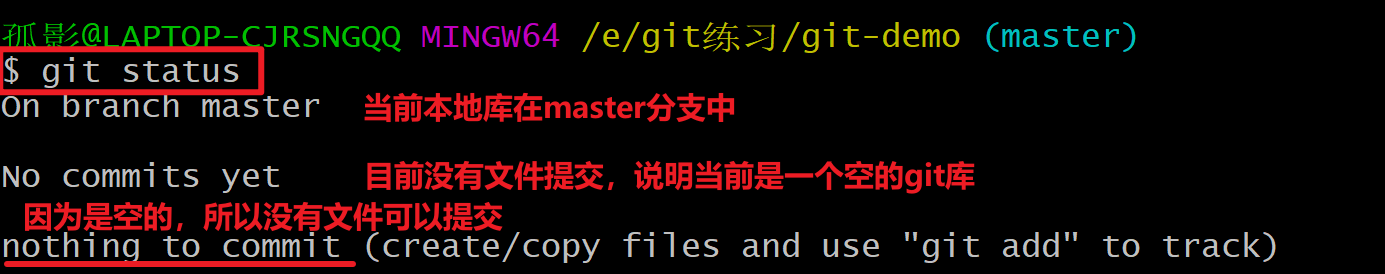 孤影@LAPTOP-CJRSNGQQ MINGW64 /e/git练习/git-demo (master)
$ git status
On branch master 当前本地库在master分支中
No commits yet 目前没有文件提交，说明当前是一个空的git库
因为是空的，所以没有文件可以提交
nothing to commit (create/copy files and use "git add" to track)